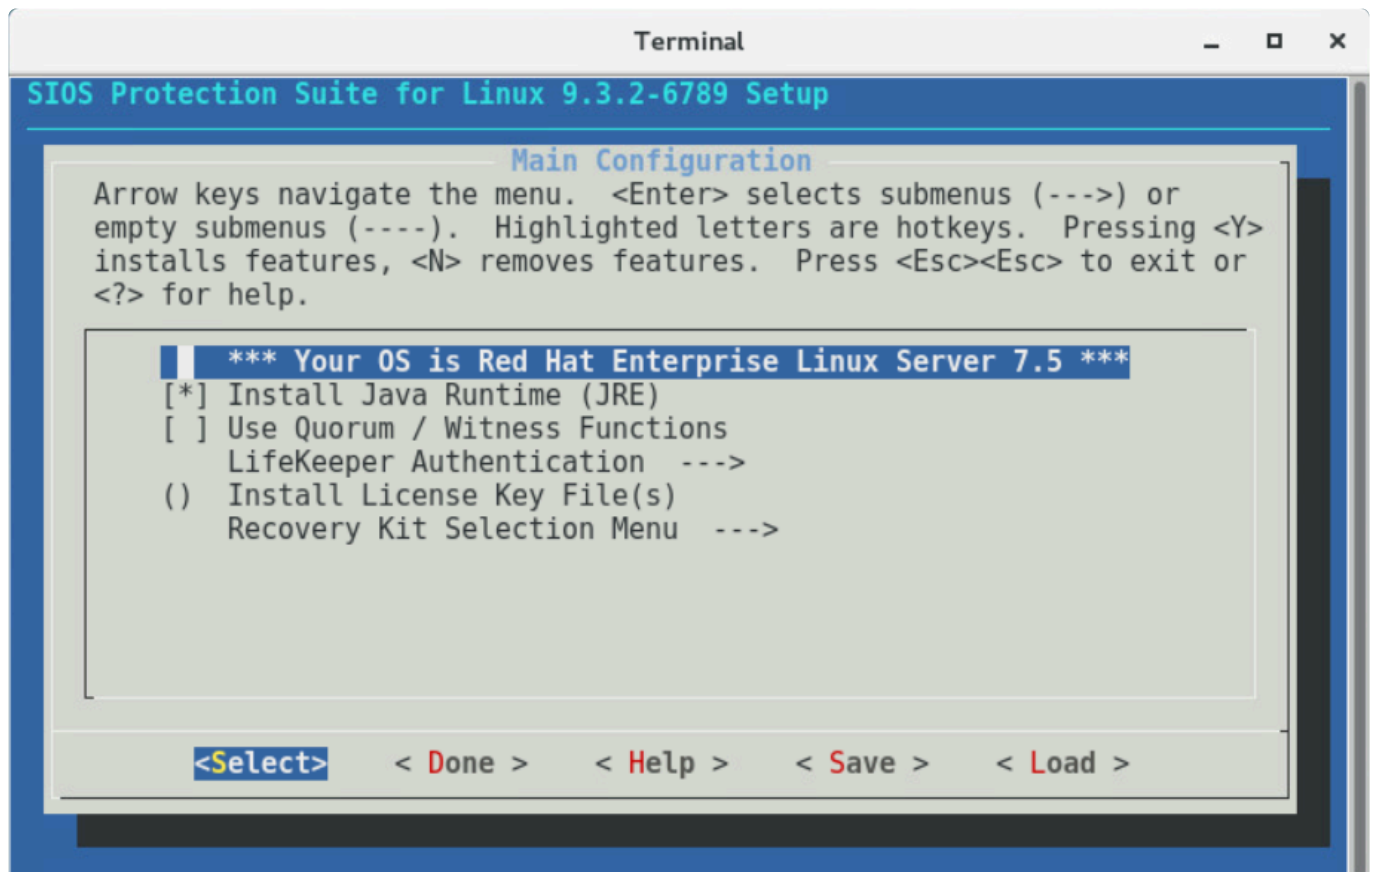 Terminal
SIOS Protection Suite for Linux 9.3.2-6789 Setup
Main Configuration
Arrow keys navigate the menu.  <Enter> selects submenus (--->) or
empty submenus (----).  Highlighted letters are hotkeys.  Pressing <Y>
installs features, <N> removes features.  Press <Esc><Esc> to exit or
<?> for help.
*** Your OS is Red Hat Enterprise Linux Server 7.5 ***
[*] Install Java Runtime (JRE)
[ ] Use Quorum / Witness Functions
LifeKeeper Authentication  --->
()  Install License Key File(s)
Recovery Kit Selection Menu  --->
<Select>    < Done >    < Help >    < Save >    < Load >